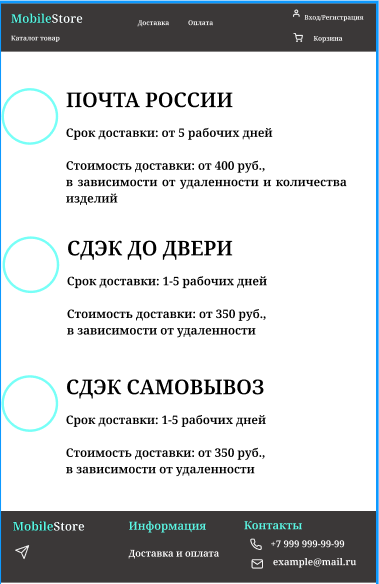 MobileStore
Доставка
Оплата
Вход/Регистрация
Каталог товар
Корзина
ПОЧТА РОССИИ
Срок доставки: от 5 рабочих дней
Стоимость доставки: от 400 руб.,
в зависимости от удаленности и количества
изделий
СДЭК ДО ДВЕРИ
Срок доставки: 1-5 рабочих дней
Стоимость доставки: от 350 руб.,
в зависимости от удаленности
СДЭК САМОВЫВОЗ
Срок доставки: 1-5 рабочих дней
Стоимость доставки: от 350 руб.,
в зависимости от удаленности
MobileStore
Информация
Контакты
Доставка и оплата
+7 999 999-99-99
example@mail.ru